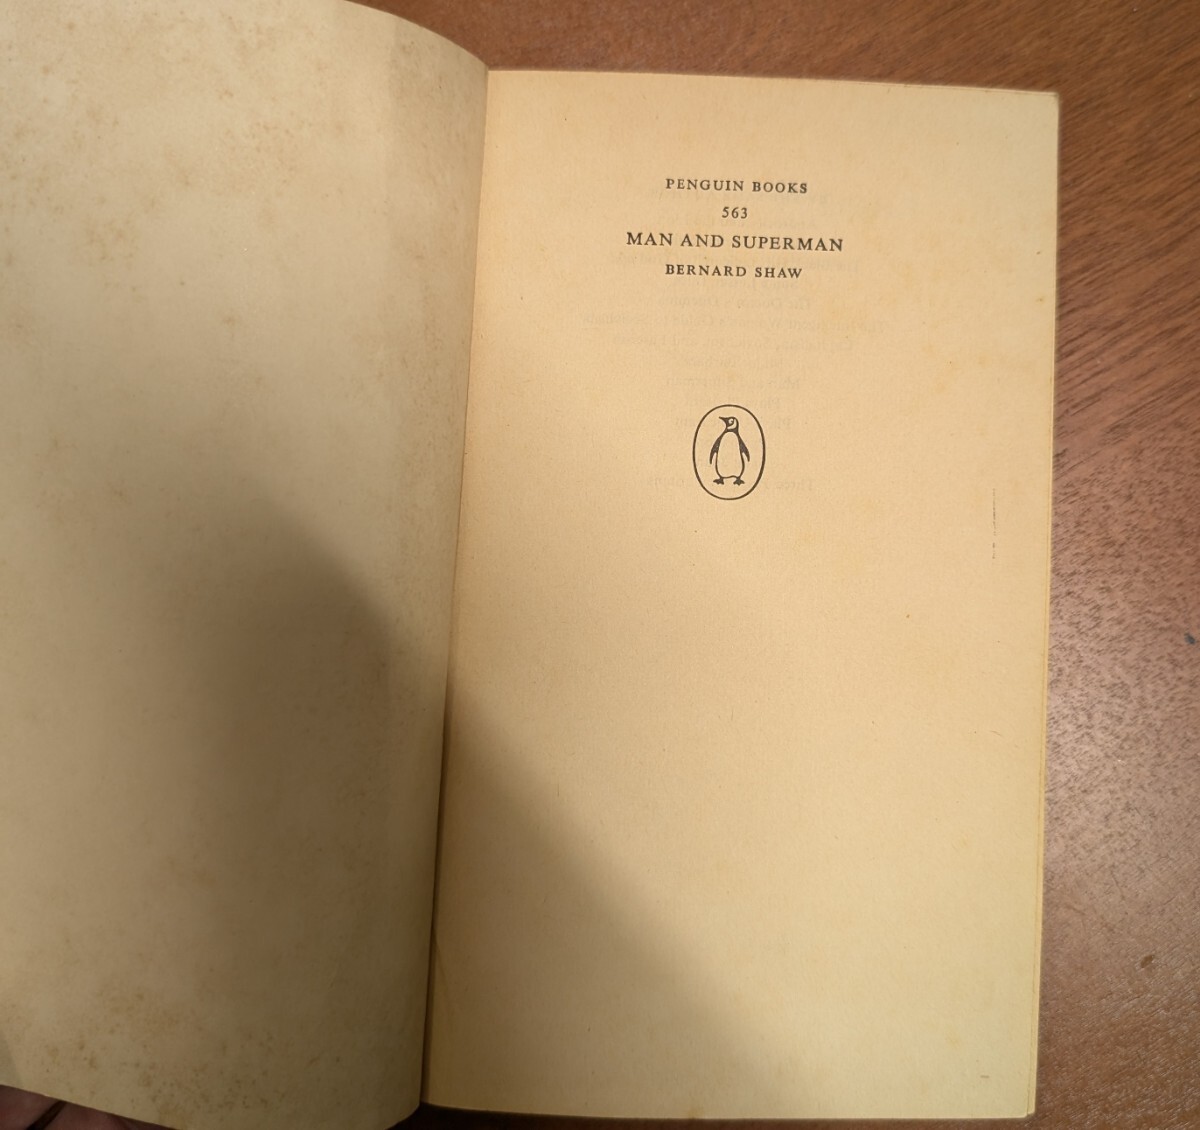 PENGUIN BOOKS
563
MAN AND SUPERMAN
BERNARD SHAW